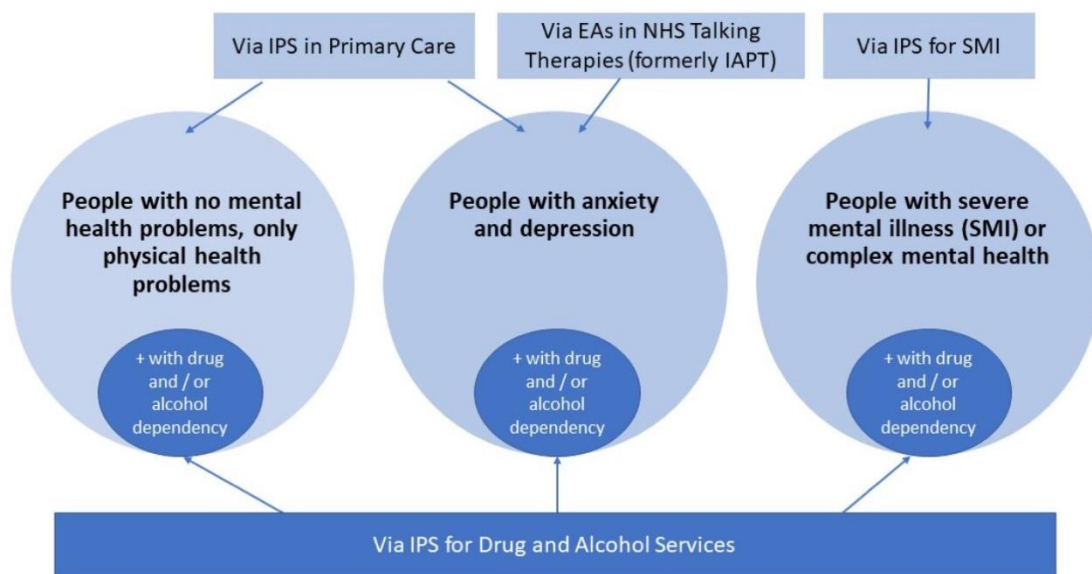 Via IPS in Primary Care
Via EAs in NHS Talking
Therapies (formerly IAPT)
Via IPS for SMI
People with no mental
health problems, only
physical health
problems
People with anxiety
and depression
People with severe
mental illness (SMI) or
complex mental health
+ with drug
and / or
alcohol
dependency
+ with drug
and / or
alcohol
dependency
+ with drug
and / or
alcohol
dependency
Via IPS for Drug and Alcohol Services